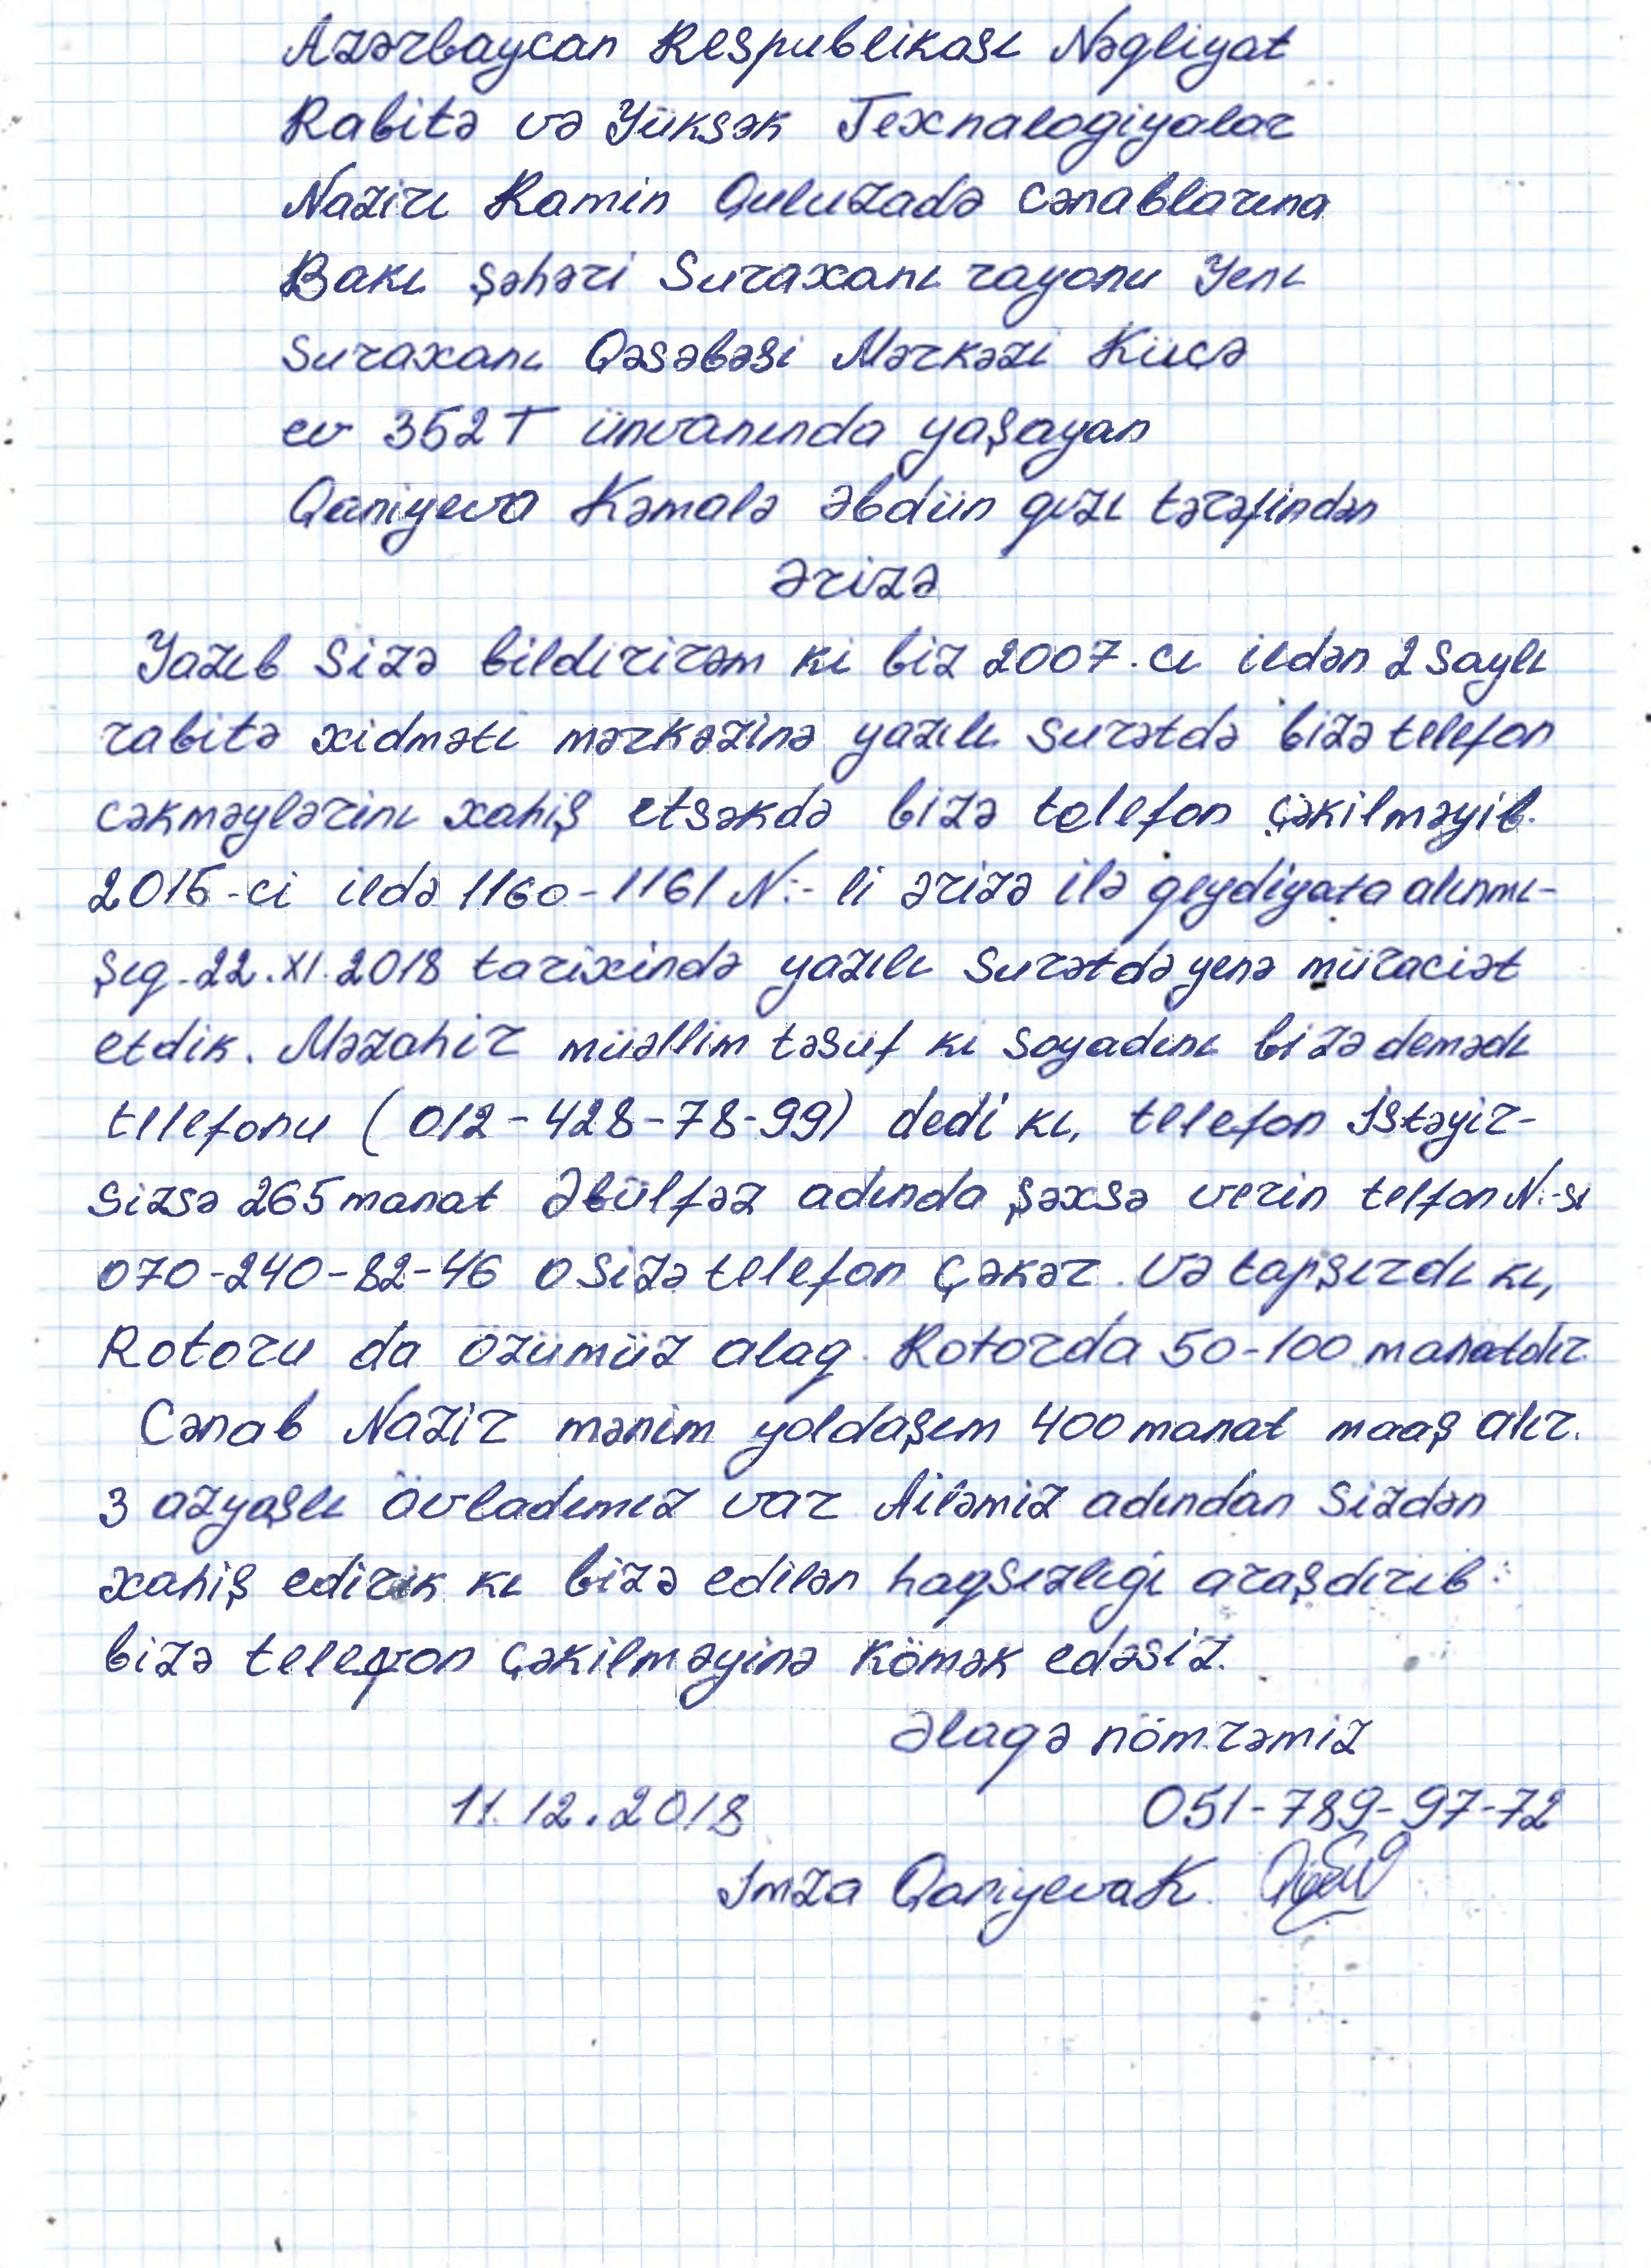 Azərbaycan Respublikası Nəqliyat
Rabitə və Yüksək Texnalogiyalar
Naziri Ramin Quluzadə cənablarına
Bakı şəhəri Suraxanı rayonu Yeni
Suraxanı Qəsəbəsi Mərkəzi Küçə
ev 352T ünvanında yaşayan
Qaniyeva Kəmalə Əbdün qızı tərəfindən
Ərizə
Yazıb Sizə bildirirəm ki biz 2007-ci ildən 2 saylı
rabitə xidməti mərkəzinə yazılı surətdə bizə telefon
cəkməylərini xahiş etsəkdə bizə telefon çəkilməyib.
2015-ci ildə 1160-1161 N:- li ərizə ilə qeydiyata alınmı-
şıq. 22.XI.2018 tarixində yazılı surətdə yenə müraciət
etdik. Məzahir müəllim təsüf ki soyadını bizə demədi
telefonu (012-428-78-99) dedi ki, telefon İstəyir-
sizsə 265 manat Əbülfəz adında şəxsə verin telfon N:-si
070-240-82-46 o sizə telefon çəkər. Və tapşırdı ki,
Rotoru da özümüz alaq. Rotorda 50-100 manatdır.
Cənab Nazir mənim yoldaşım 400 manat maaş alır.
3 azyaşlı övladımız var Ailəmiz adından Sizdən
xahiş edirik ki bizə edilən haqsızlığı araşdırıb
bizə telefon çəkilməyinə kömək edəsiz.
Əlaqə nömrəmiz
11.12.2018 051-789-97-72
İmza Qaniyeva K.